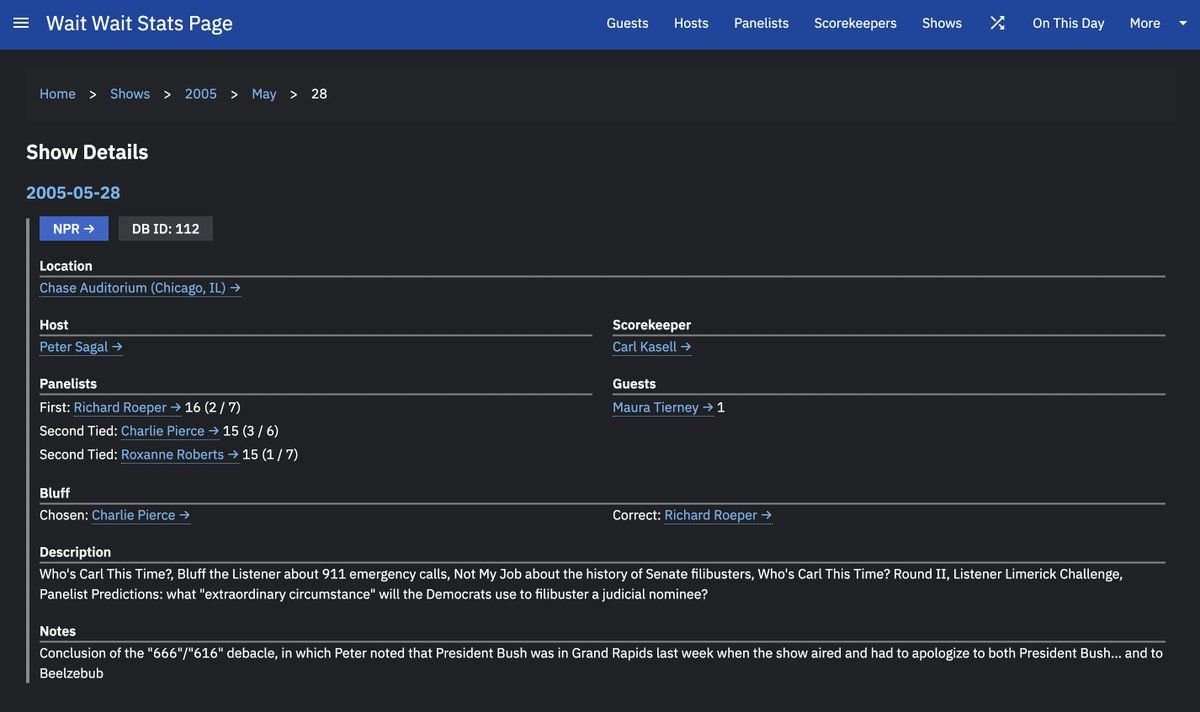 Wait Wait Stats Page
Guests Hosts Panelists Scorekeepers Shows On This Day More
Home > Shows > 2005 > May > 28
Show Details
2005-05-28
NPR → DB ID: 112
Location
Chase Auditorium (Chicago, IL) →
Host
Peter Sagal →
Scorekeeper
Carl Kasell →
Panelists
First: Richard Roeper → 16 (2 / 7)
Second Tied: Charlie Pierce → 15 (3 / 6)
Second Tied: Roxanne Roberts → 15 (1 / 7)
Guests
Maura Tierney → 1
Bluff
Chosen: Charlie Pierce →
Correct: Richard Roeper →
Description
Who's Carl This Time?, Bluff the Listener about 911 emergency calls, Not My Job about the history of Senate filibusters, Who's Carl This Time? Round II, Listener Limerick Challenge,
Panelist Predictions: what "extraordinary circumstance" will the Democrats use to filibuster a judicial nominee?
Notes
Conclusion of the "666"/"616" debacle, in which Peter noted that President Bush was in Grand Rapids last week when the show aired and had to apologize to both President Bush... and to
Beelzebub